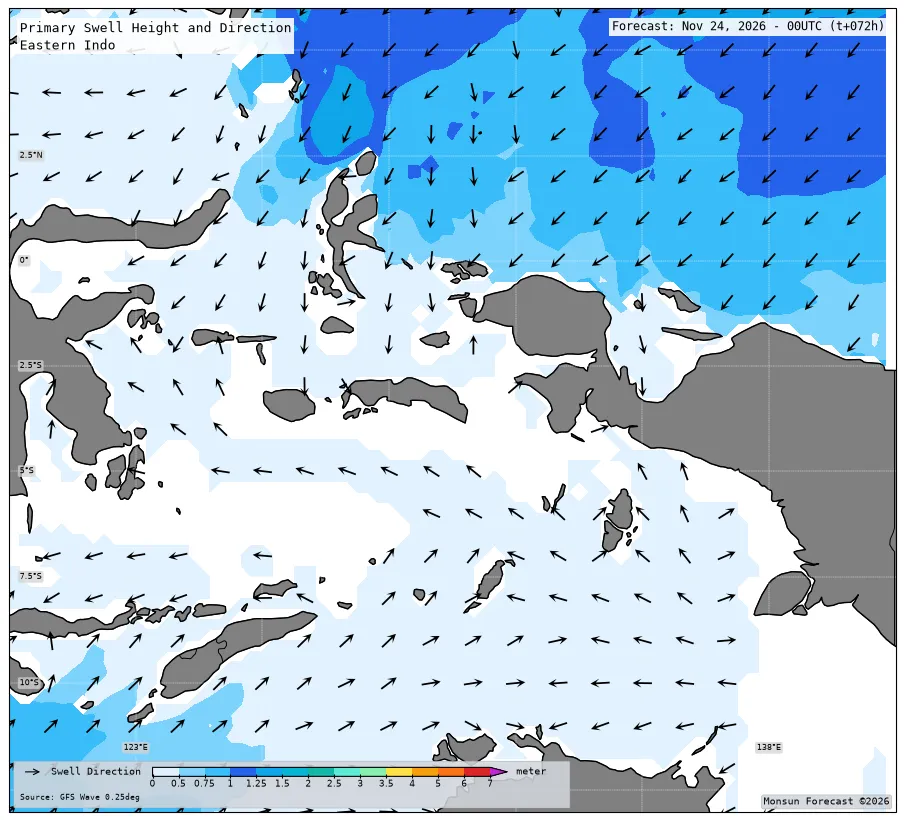 Primary Swell Height and Direction
Eastern Indo
Forecast: Nov 24, 2026 - 00UTC (t+072h)
2.5°N
0°
2.5°S
5°S
7.5°S
10°S
123°E
138°E
Swell Direction
meter
0 0.5 0.75 1 1.25 1.5 2 2.5 3 3.5 4 5 6 7
Source: GFS Wave 0.25deg
Monsun Forecast ©2026